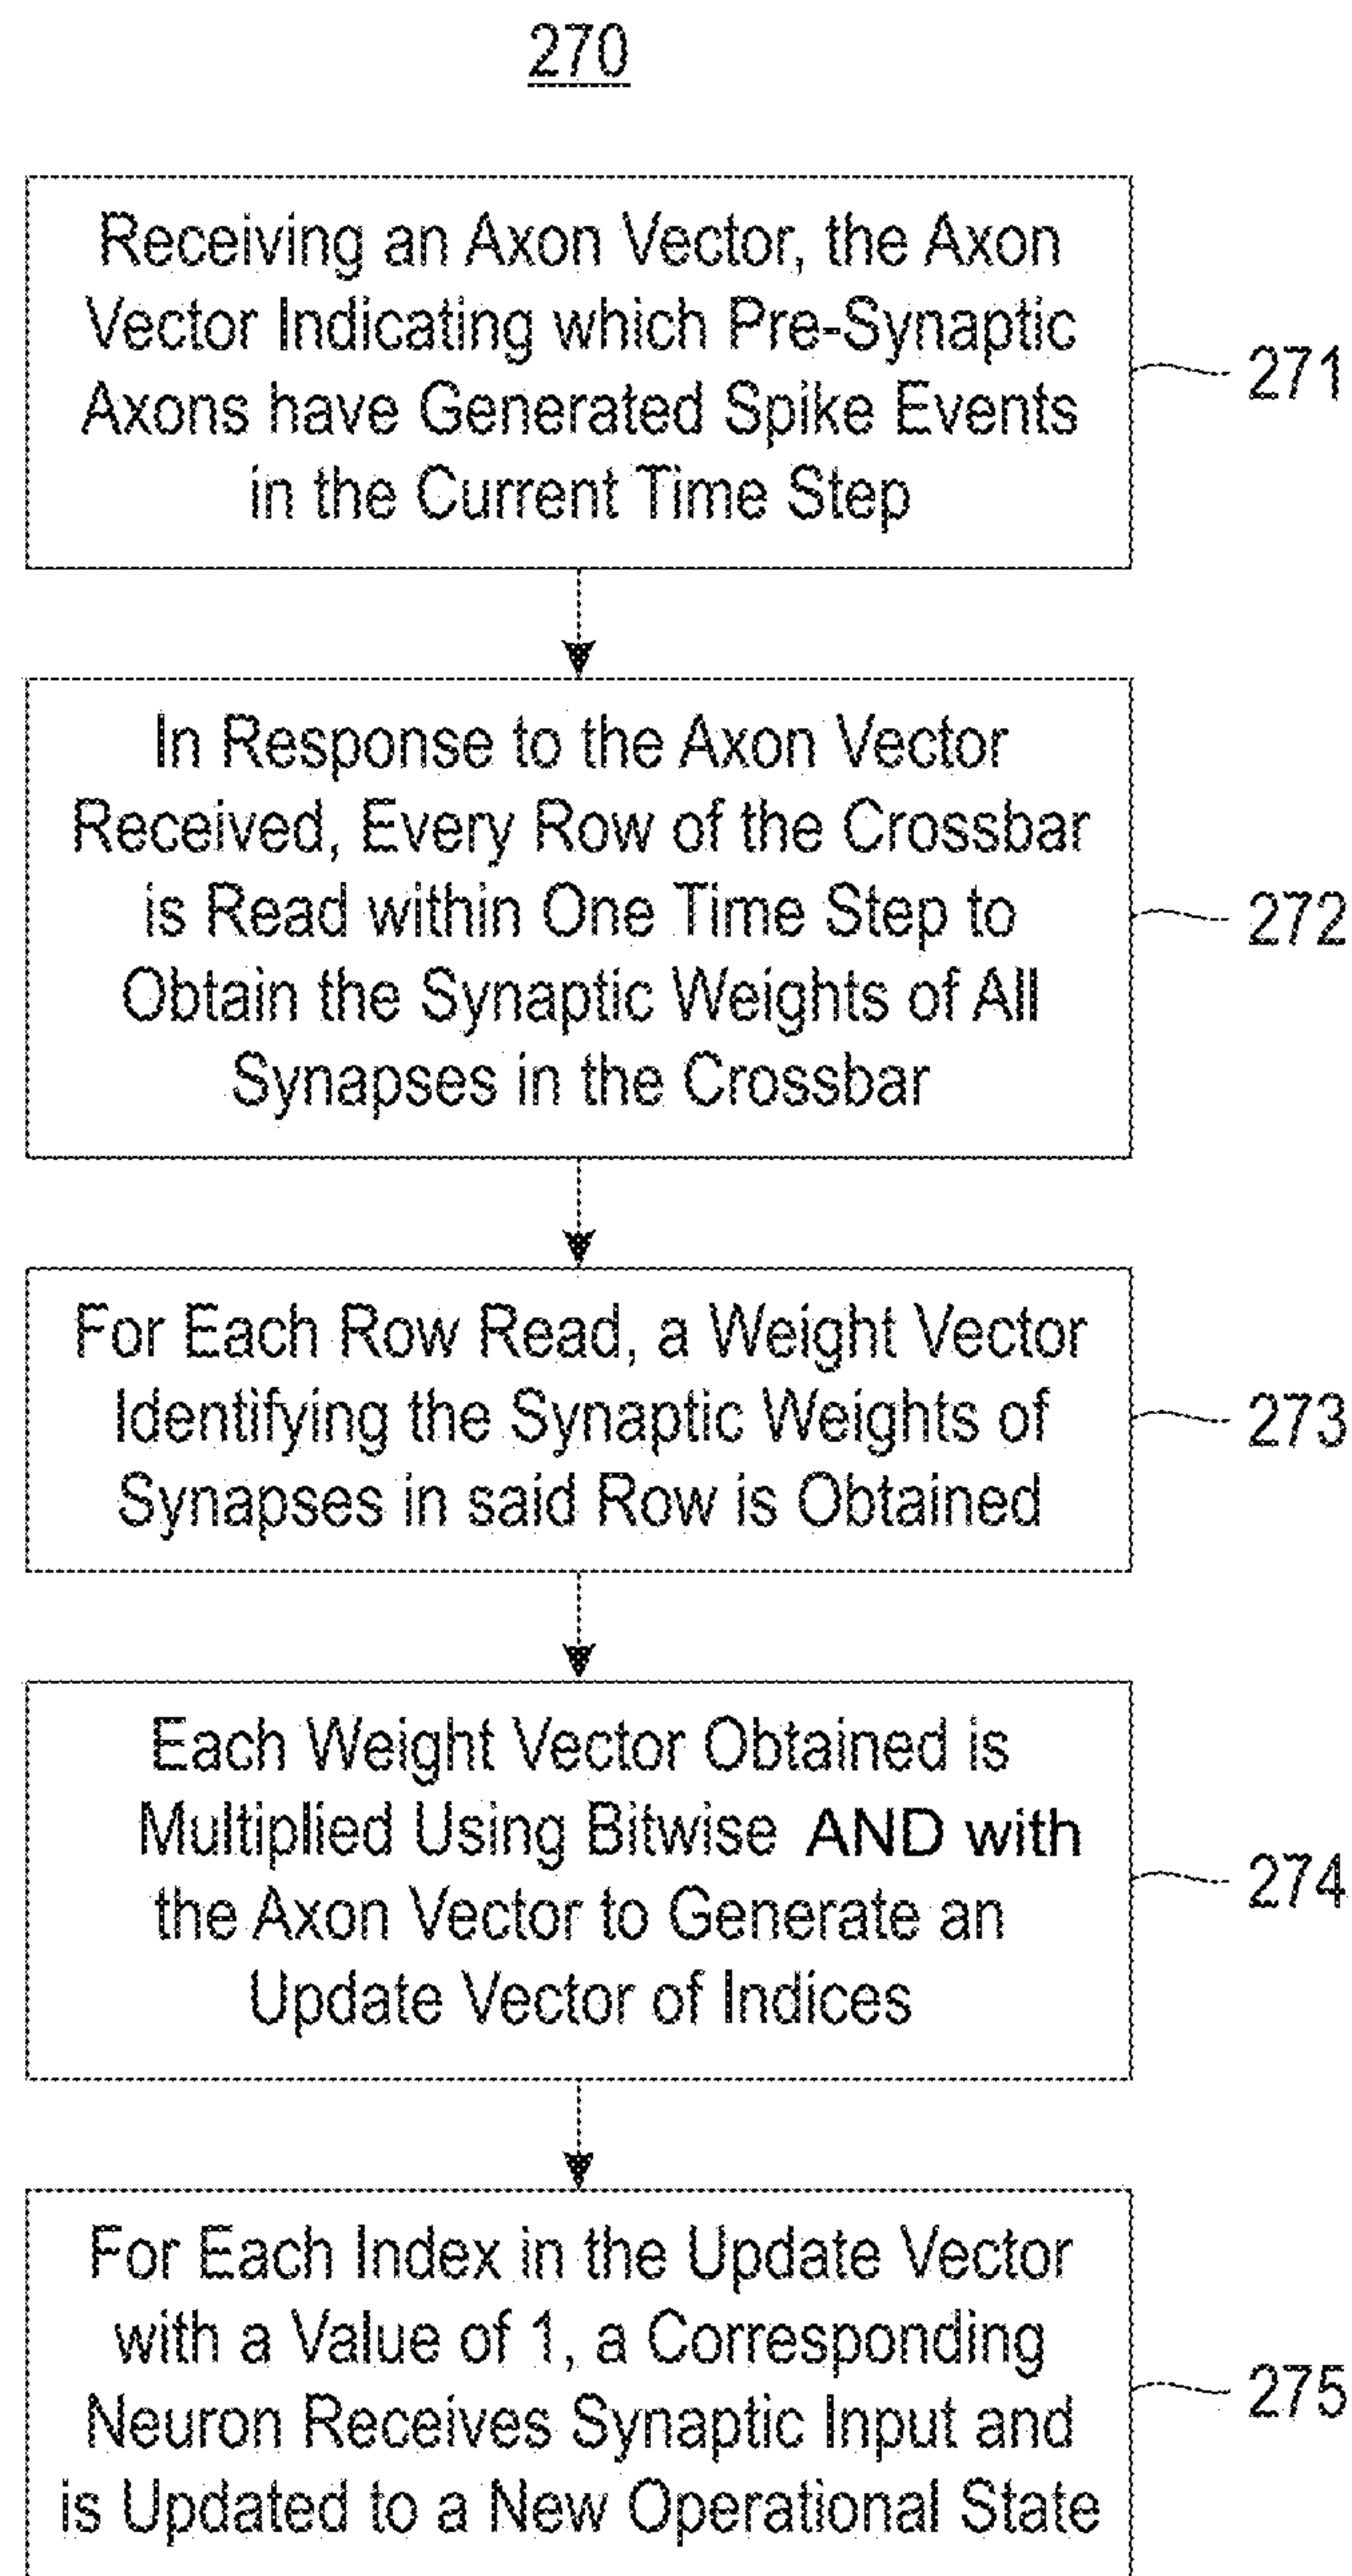 270
Receiving an Axon Vector, the Axon
Vector Indicating which Pre-Synaptic
Axons have Generated Spike Events
in the Current Time Step
271
In Response to the Axon Vector
Received, Every Row of the Crossbar
is Read within One Time Step to
Obtain the Synaptic Weights of All
Synapses in the Crossbar
272
For Each Row Read, a Weight Vector
Identifying the Synaptic Weights of
Synapses in said Row is Obtained
273
Each Weight Vector Obtained is
Multiplied Using Bitwise AND with
the Axon Vector to Generate an
Update Vector of Indices
274
For Each Index in the Update Vector
with a Value of 1, a Corresponding
Neuron Receives Synaptic Input and
is Updated to a New Operational State
275